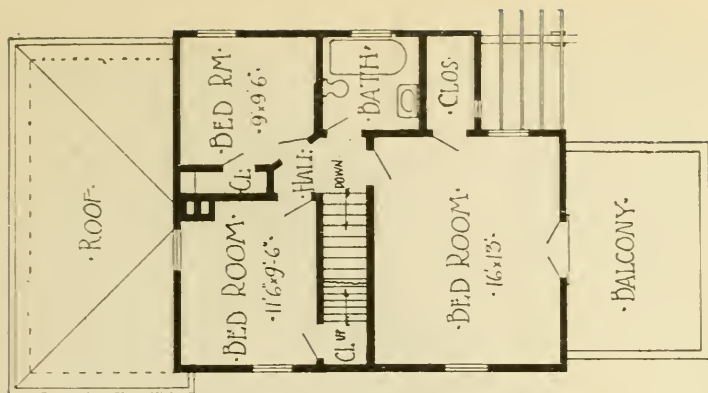 ·ROOF·
·BED RM·
·9'×9'6"·
·BATH·
·CLOS·
·CL·
·HALL·
DOWN
·BED ROOM·
·11'6"×9'-6"·
CL.
UP
·BED ROOM·
·16'×13'·
·BALCONY·